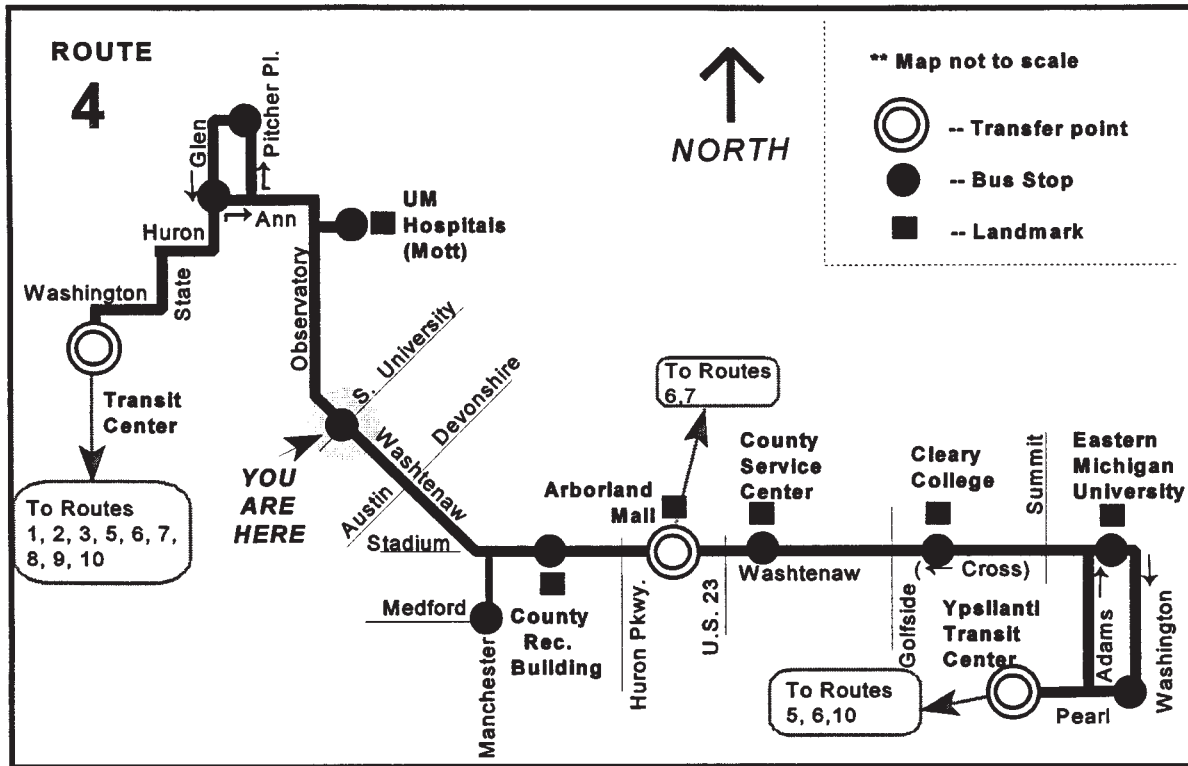 ROUTE
4
Pitcher Pl.
Glen
Ann
Huron
State
Washington
UM
Hospitals
(Mott)
Observatory
Transit
Center
To Routes
1, 2, 3, 5, 6, 7,
8, 9, 10
NORTH
** Map not to scale
-- Transfer point
-- Bus Stop
-- Landmark
S. University
Devonshire
Washtenaw
Austin
YOU
ARE
HERE
Stadium
Medford
Manchester
County
Rec.
Building
Huron Pkwy.
To Routes
6,7
Arborland
Mall
U.S. 23
County
Service
Center
Washtenaw
Golfside
Cleary
College
( Cross)
Summit
Eastern
Michigan
University
Ypsilanti
Transit
Center
Adams
Washington
Pearl
To Routes
5, 6,10